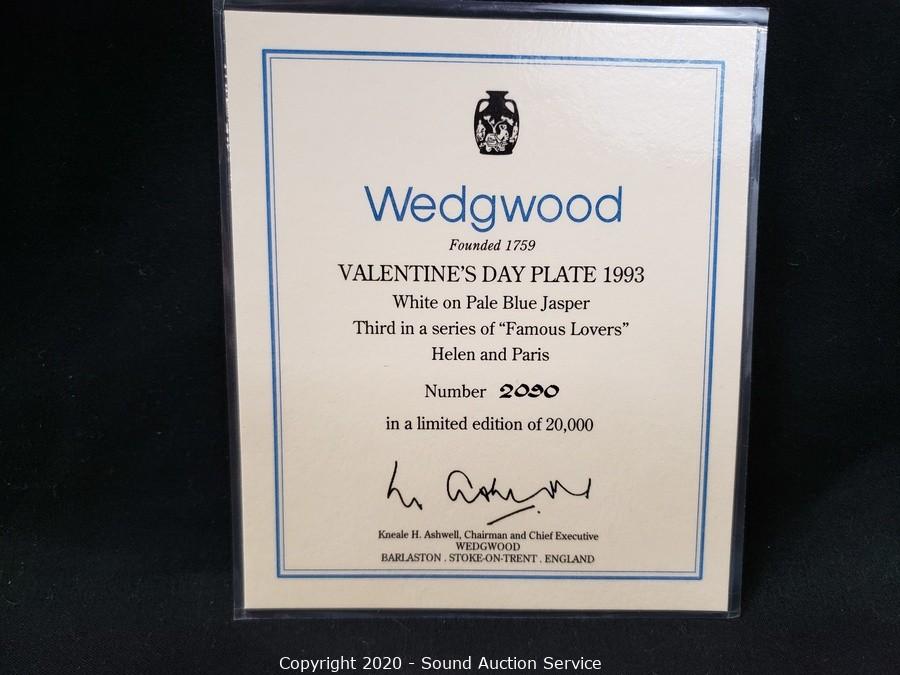 Wedgwood
Founded 1759
VALENTINE'S DAY PLATE 1993
White on Pale Blue Jasper
Third in a series of “Famous Lovers”
Helen and Paris
Number 2090
in a limited edition of 20,000
Kneale H. Ashwell, Chairman and Chief Executive
WEDGWOOD
BARLASTON . STOKE-ON-TRENT . ENGLAND
Copyright 2020 - Sound Auction Service